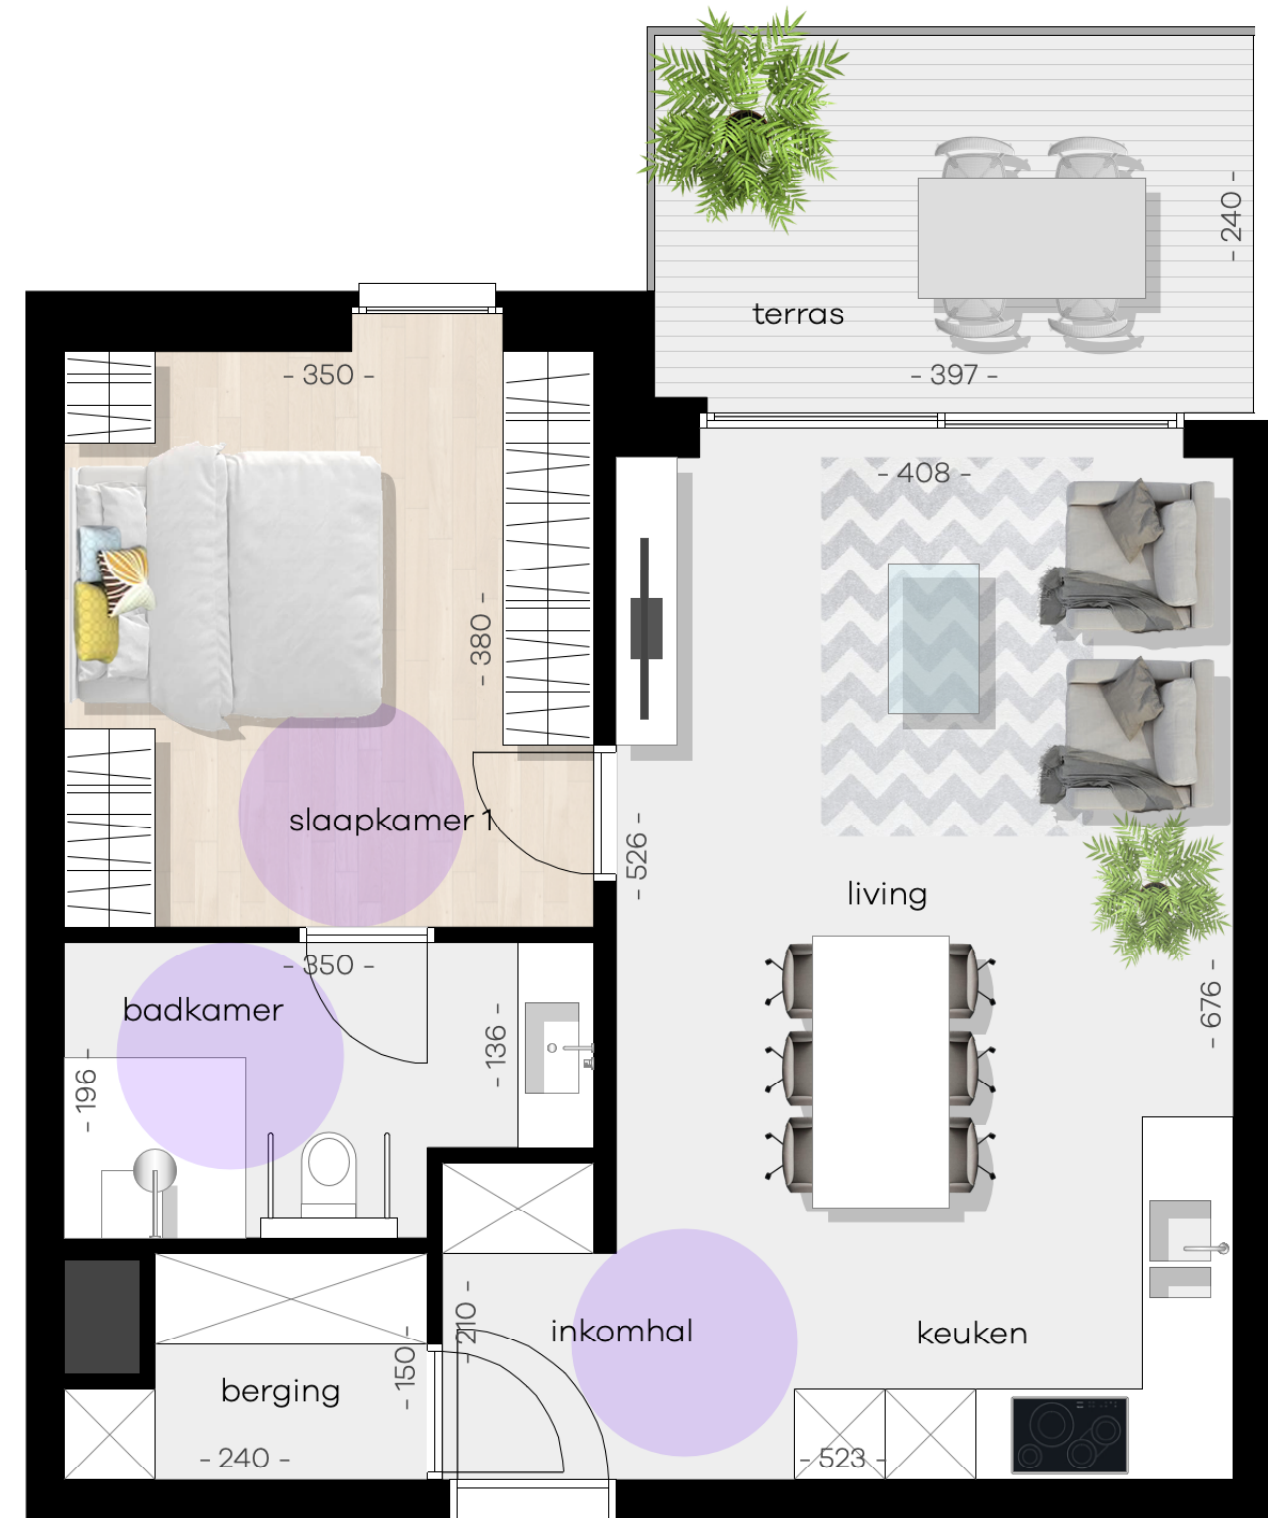 - 240 -
terras
- 397 -
- 350 -
- 408 -
- 380 -
slaapkamer 1
- 526 -
living
- 350 -
badkamer
- 136 -
- 196 -
- 676 -
- 210 -
inkomhal
keuken
- 150 -
berging
- 240 -
- 523 -